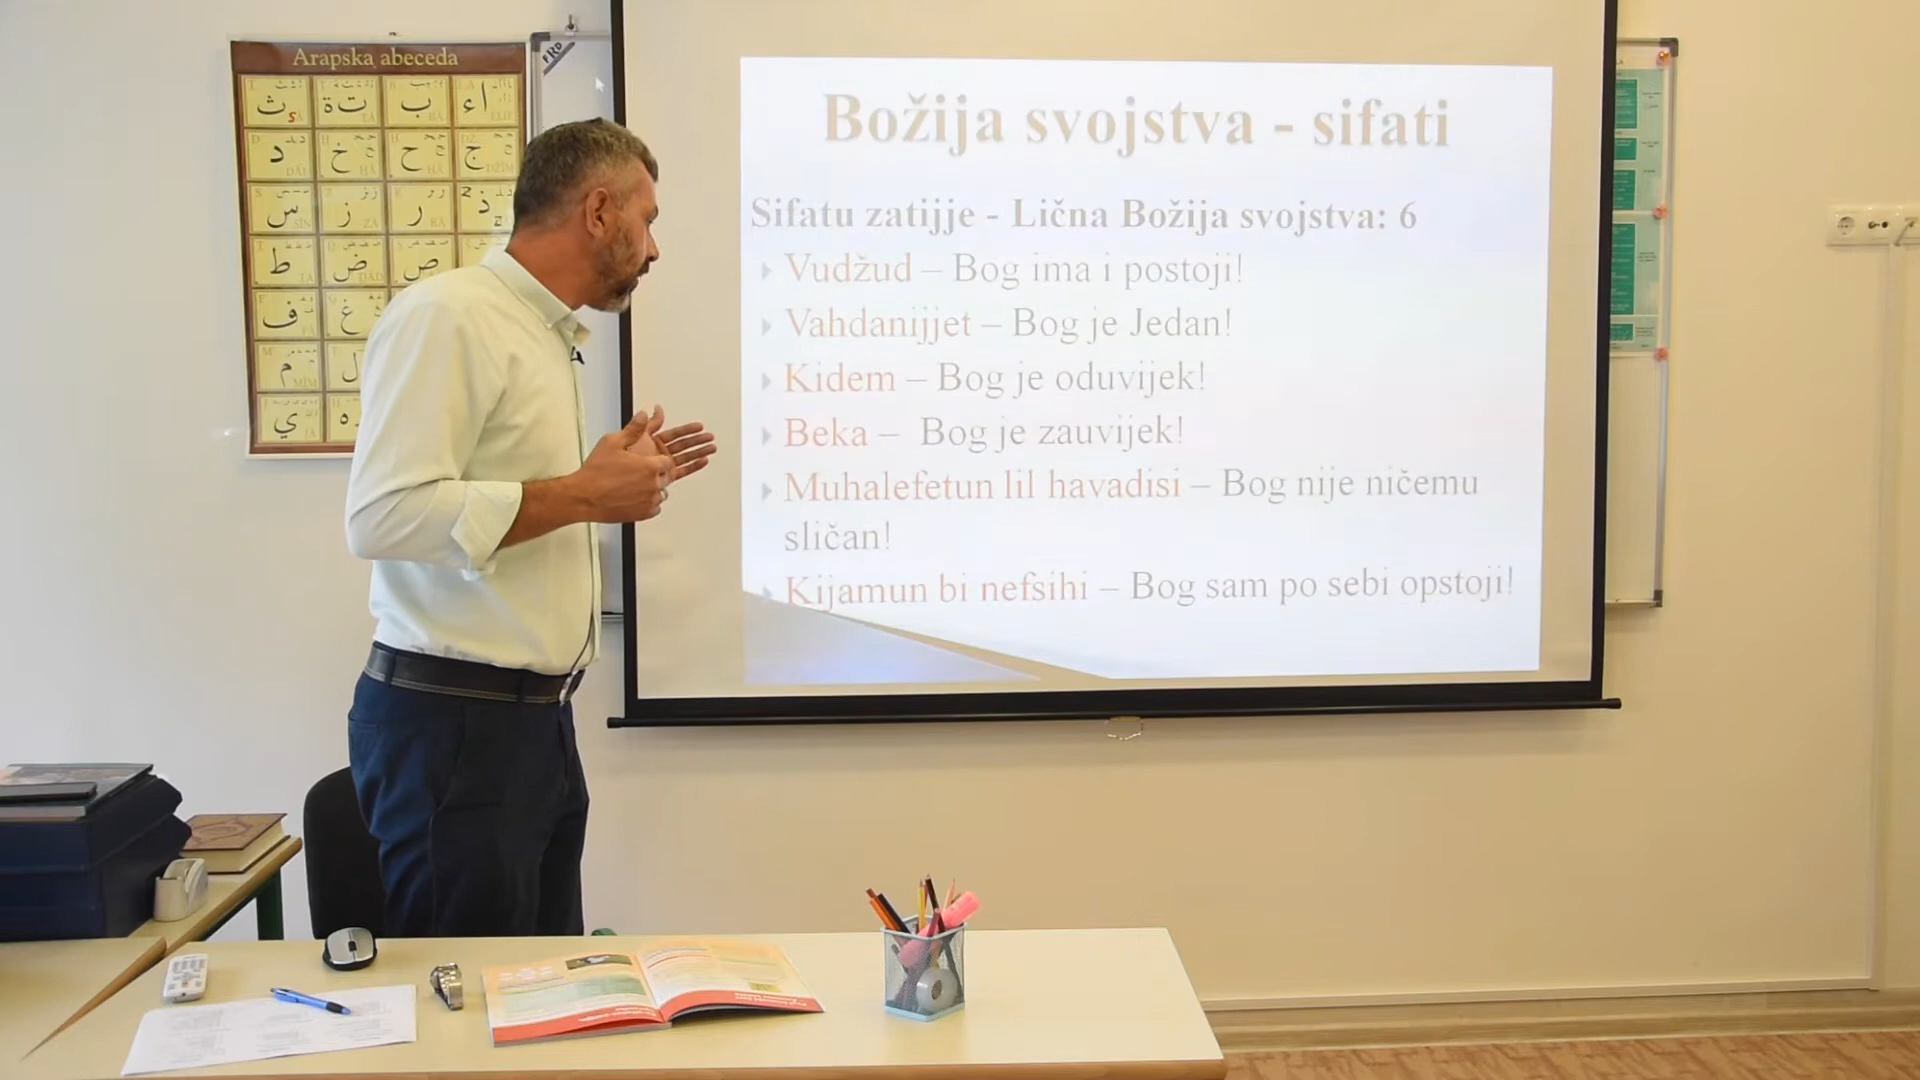 Arapska abeceda
ث ت ة ب ا ء
د خ ح ج
س ز ر ذ
ط ض ص
ف غ
م ل
ي ه
FRD
Božija svojstva - sifati
Sifatu zatijje - Lična Božija svojstva: 6
Vudžud – Bog ima i postoji!
Vahdanijjet – Bog je Jedan!
Kidem – Bog je oduvijek!
Beka – Bog je zauvijek!
Muhalefetun lil havadisi – Bog nije ničemu
sličan!
Kijamun bi nefsihi – Bog sam po sebi opstoji!